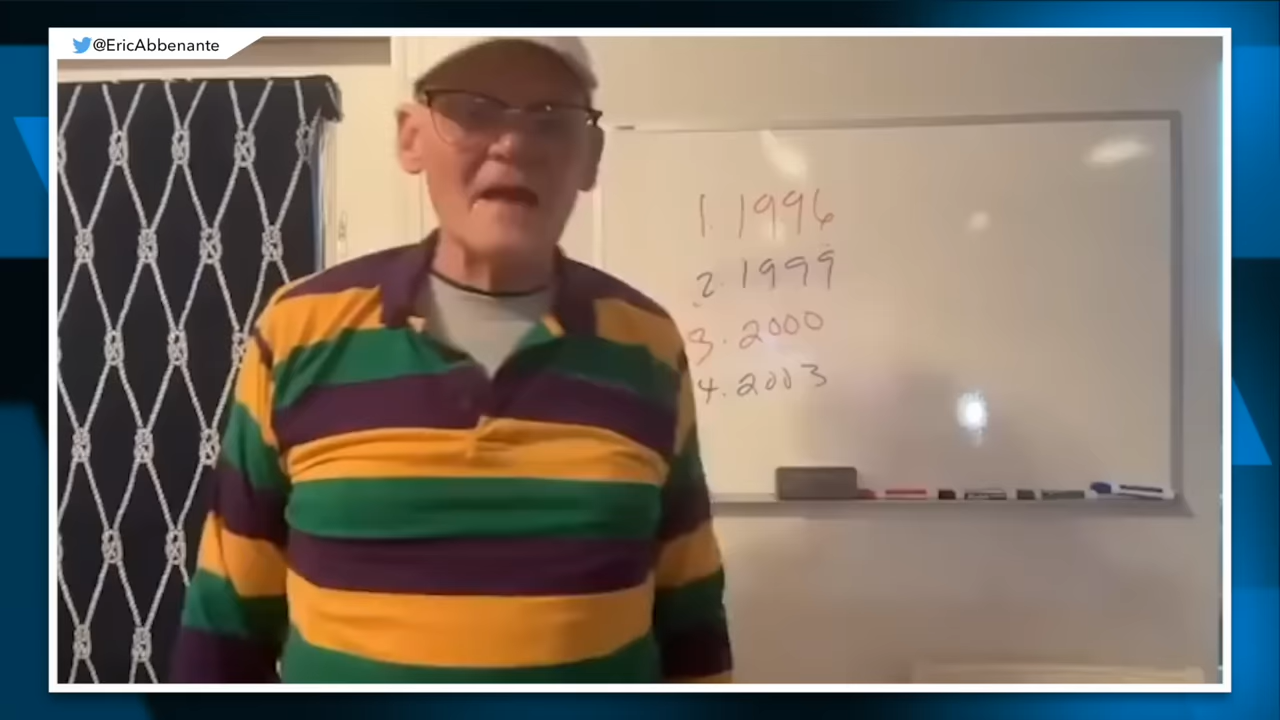 @EricAbbenante
1. 1996
2. 1999
3. 2000
4. 2003